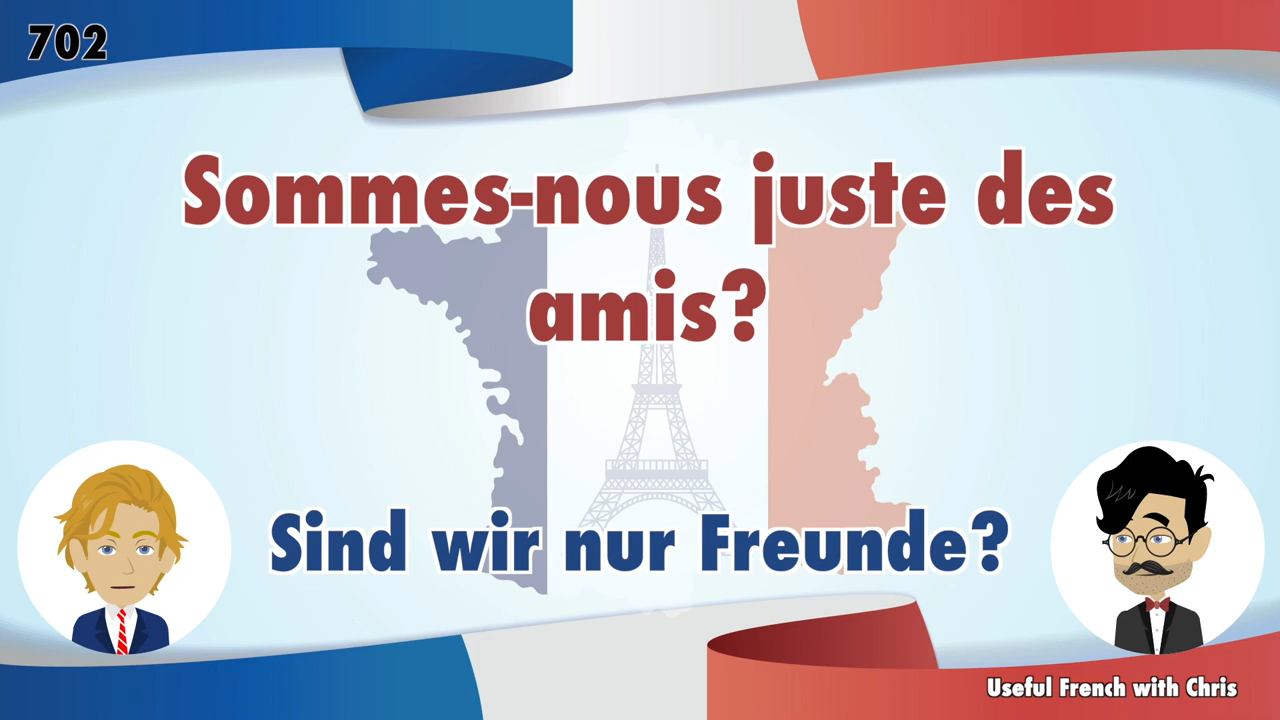 702
Sommes-nous juste des
amis?
Sind wir nur Freunde?
Useful French with Chris